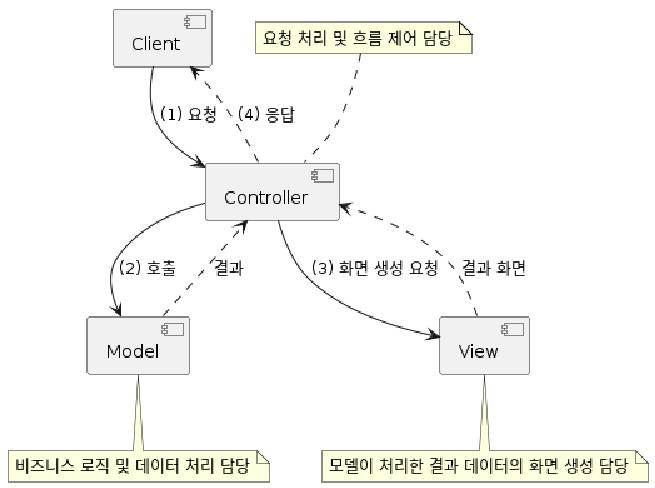 Client
요청 처리 및 흐름 제어 담당
(1) 요청
(4) 응답
Controller
(2) 호출
결과
(3) 화면 생성 요청
결과 화면
Model
View
비즈니스 로직 및 데이터 처리 담당
모델이 처리한 결과 데이터의 화면 생성 담당